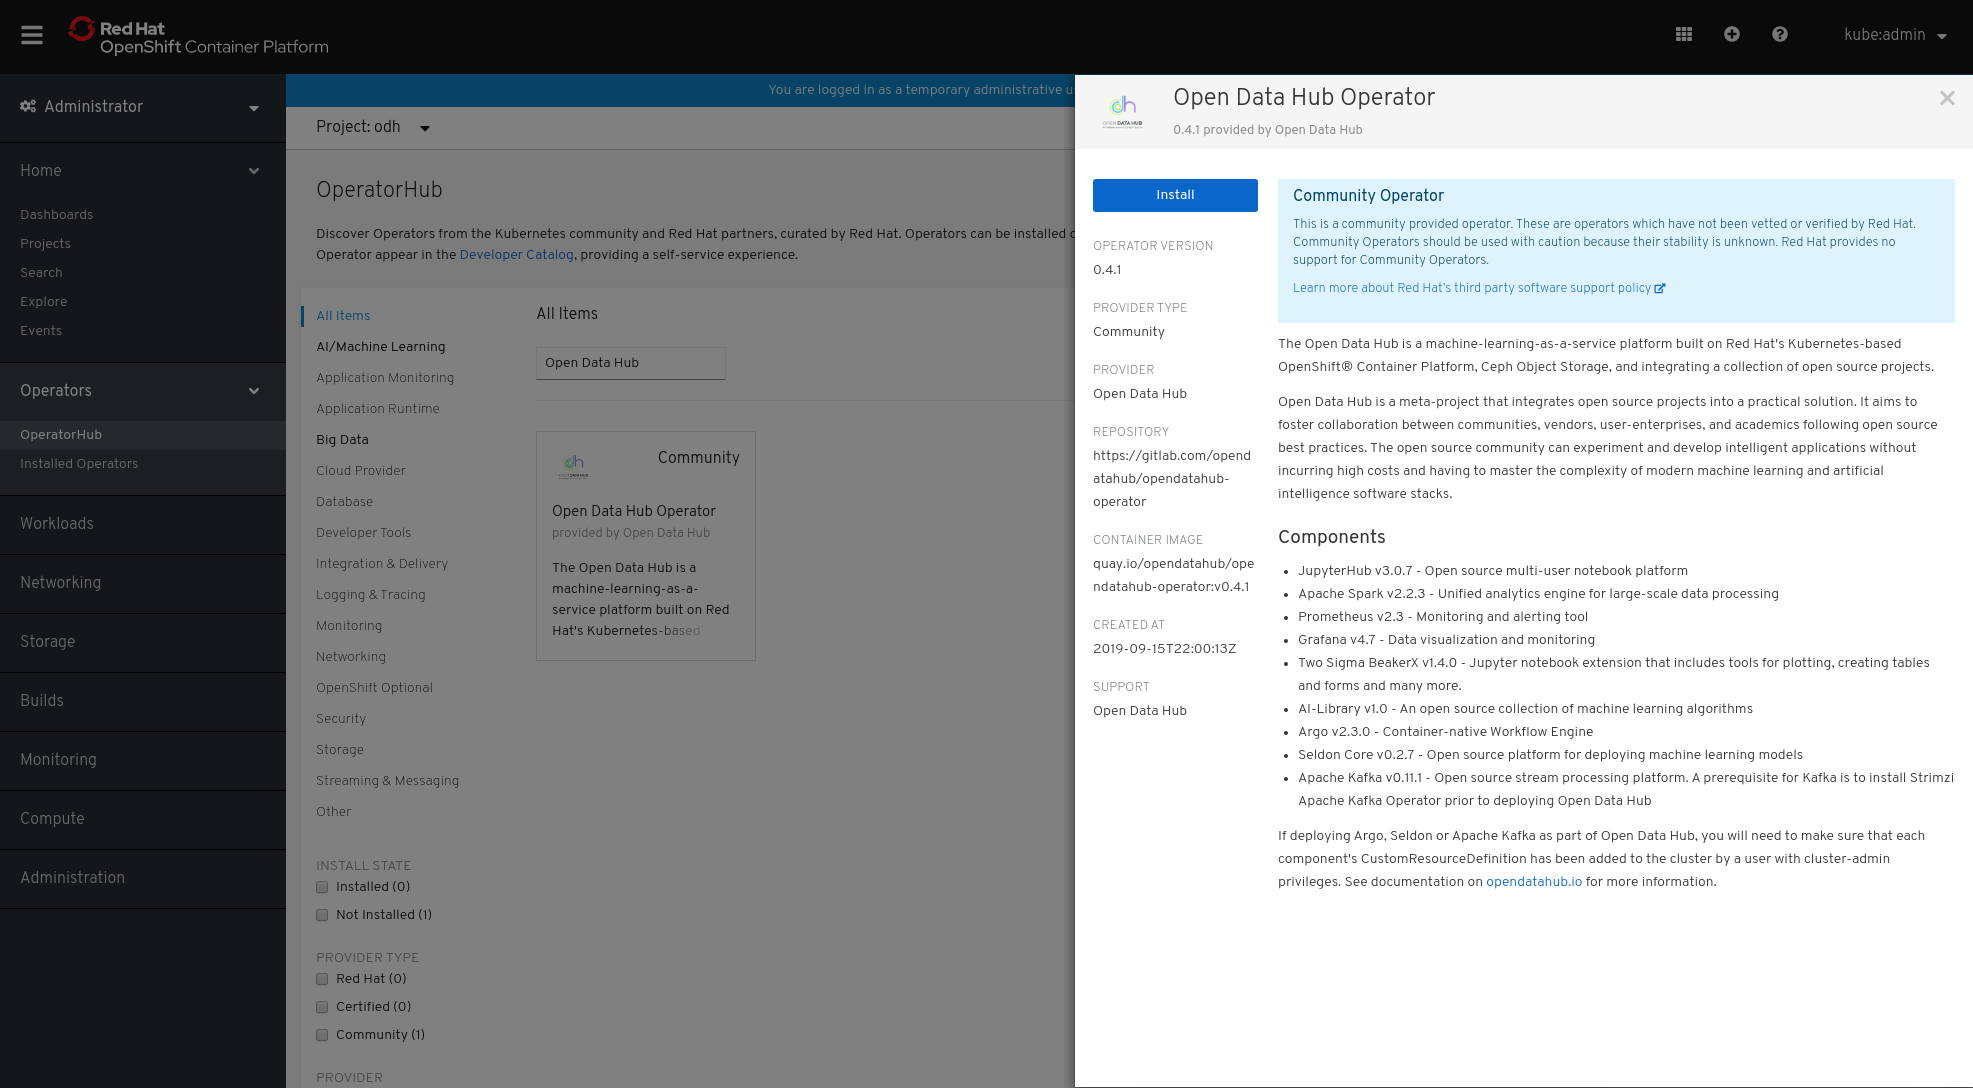 Red Hat
OpenShift Container Platform
kube:admin
Administrator
Home
Dashboards
Projects
Search
Explore
Events
Operators
OperatorHub
Installed Operators
Workloads
Networking
Storage
Builds
Monitoring
Compute
Administration
You are logged in as a temporary administrative u
Project: odh
OperatorHub
Discover Operators from the Kubernetes community and Red Hat partners, curated by Red Hat. Operators can be installed
Operator appear in the Developer Catalog, providing a self-service experience.
All Items
AI/Machine Learning
Application Monitoring
Application Runtime
Big Data
Cloud Provider
Database
Developer Tools
Integration & Delivery
Logging & Tracing
Monitoring
Networking
OpenShift Optional
Security
Storage
Streaming & Messaging
Other
INSTALL STATE
Installed (0)
Not Installed (1)
PROVIDER TYPE
Red Hat (0)
Certified (0)
Community (1)
PROVIDER
All Items
Open Data Hub
Community
Open Data Hub Operator
provided by Open Data Hub
The Open Data Hub is a
machine-learning-as-a-
service platform built on Red
Hat's Kubernetes-based
OPEN DATA HUB
Open Data Hub Operator
0.4.1 provided by Open Data Hub
Install
OPERATOR VERSION
0.4.1
PROVIDER TYPE
Community
PROVIDER
Open Data Hub
REPOSITORY
https://gitlab.com/opend
atahub/opendatahub-
operator
CONTAINER IMAGE
quay.io/opendatahub/ope
ndatahub-operator:v0.4.1
CREATED AT
2019-09-15T22:00:13Z
SUPPORT
Open Data Hub
Community Operator
This is a community provided operator. These are operators which have not been vetted or verified by Red Hat.
Community Operators should be used with caution because their stability is unknown. Red Hat provides no
support for Community Operators.
Learn more about Red Hat's third party software support policy
The Open Data Hub is a machine-learning-as-a-service platform built on Red Hat's Kubernetes-based
OpenShift® Container Platform, Ceph Object Storage, and integrating a collection of open source projects.
Open Data Hub is a meta-project that integrates open source projects into a practical solution. It aims to
foster collaboration between communities, vendors, user-enterprises, and academics following open source
best practices. The open source community can experiment and develop intelligent applications without
incurring high costs and having to master the complexity of modern machine learning and artificial
intelligence software stacks.
Components
• JupyterHub v3.0.7 - Open source multi-user notebook platform
• Apache Spark v2.2.3 - Unified analytics engine for large-scale data processing
• Prometheus v2.3 - Monitoring and alerting tool
• Grafana v4.7 - Data visualization and monitoring
• Two Sigma BeakerX v1.4.0 - Jupyter notebook extension that includes tools for plotting, creating tables
and forms and many more.
• AI-Library v1.0 - An open source collection of machine learning algorithms
• Argo v2.3.0 - Container-native Workflow Engine
• Seldon Core v0.2.7 - Open source platform for deploying machine learning models
• Apache Kafka v0.11.1 - Open source stream processing platform. A prerequisite for Kafka is to install Strimzi
Apache Kafka Operator prior to deploying Open Data Hub
If deploying Argo, Seldon or Apache Kafka as part of Open Data Hub, you will need to make sure that each
component's CustomResourceDefinition has been added to the cluster by a user with cluster-admin
privileges. See documentation on opendatahub.io for more information.